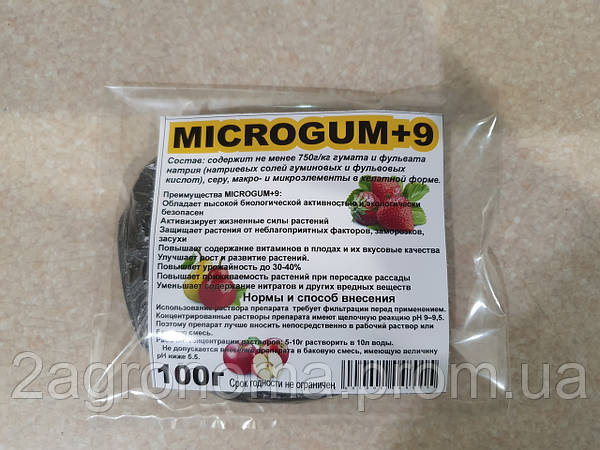 MICROGUM+9
Состав: содержит не менее 750г/кг гумата и фульвата
натрия (натриевых солей гуминовых и фульвовых
кислот), серу, макро- и микроэлементы в хелатной форме.
Преимущества MICROGUM+9:
Обладает высокой биологической активностью и экологически
безопасен
Активизирует жизненные силы растений
Защищает растения от неблагоприятных факторов, заморозков,
засухи
Повышает содержание витаминов в плодах и их вкусовые качества
Улучшает рост и развитие растений.
Повышает урожайность до 30-40%
Повышает приживаемость растений при пересадке рассады
Уменьшает содержание нитратов и других вредных веществ
Нормы и способ внесения
Использование раствора препарата требует фильтрации перед применением.
Концентрированные растворы препарата имеют щелочную реакцию pH 9–9,5.
Поэтому препарат лучше вносить непосредственно в рабочий раствор или
смесь.
концентрации растворов: 5-10г растворить в 10л воды.
Не допускается внесение препарата в баковую смесь, имеющую величину
pH ниже 5.5.
100г
Срок годности не ограничен.
2agronoma.prom.ua